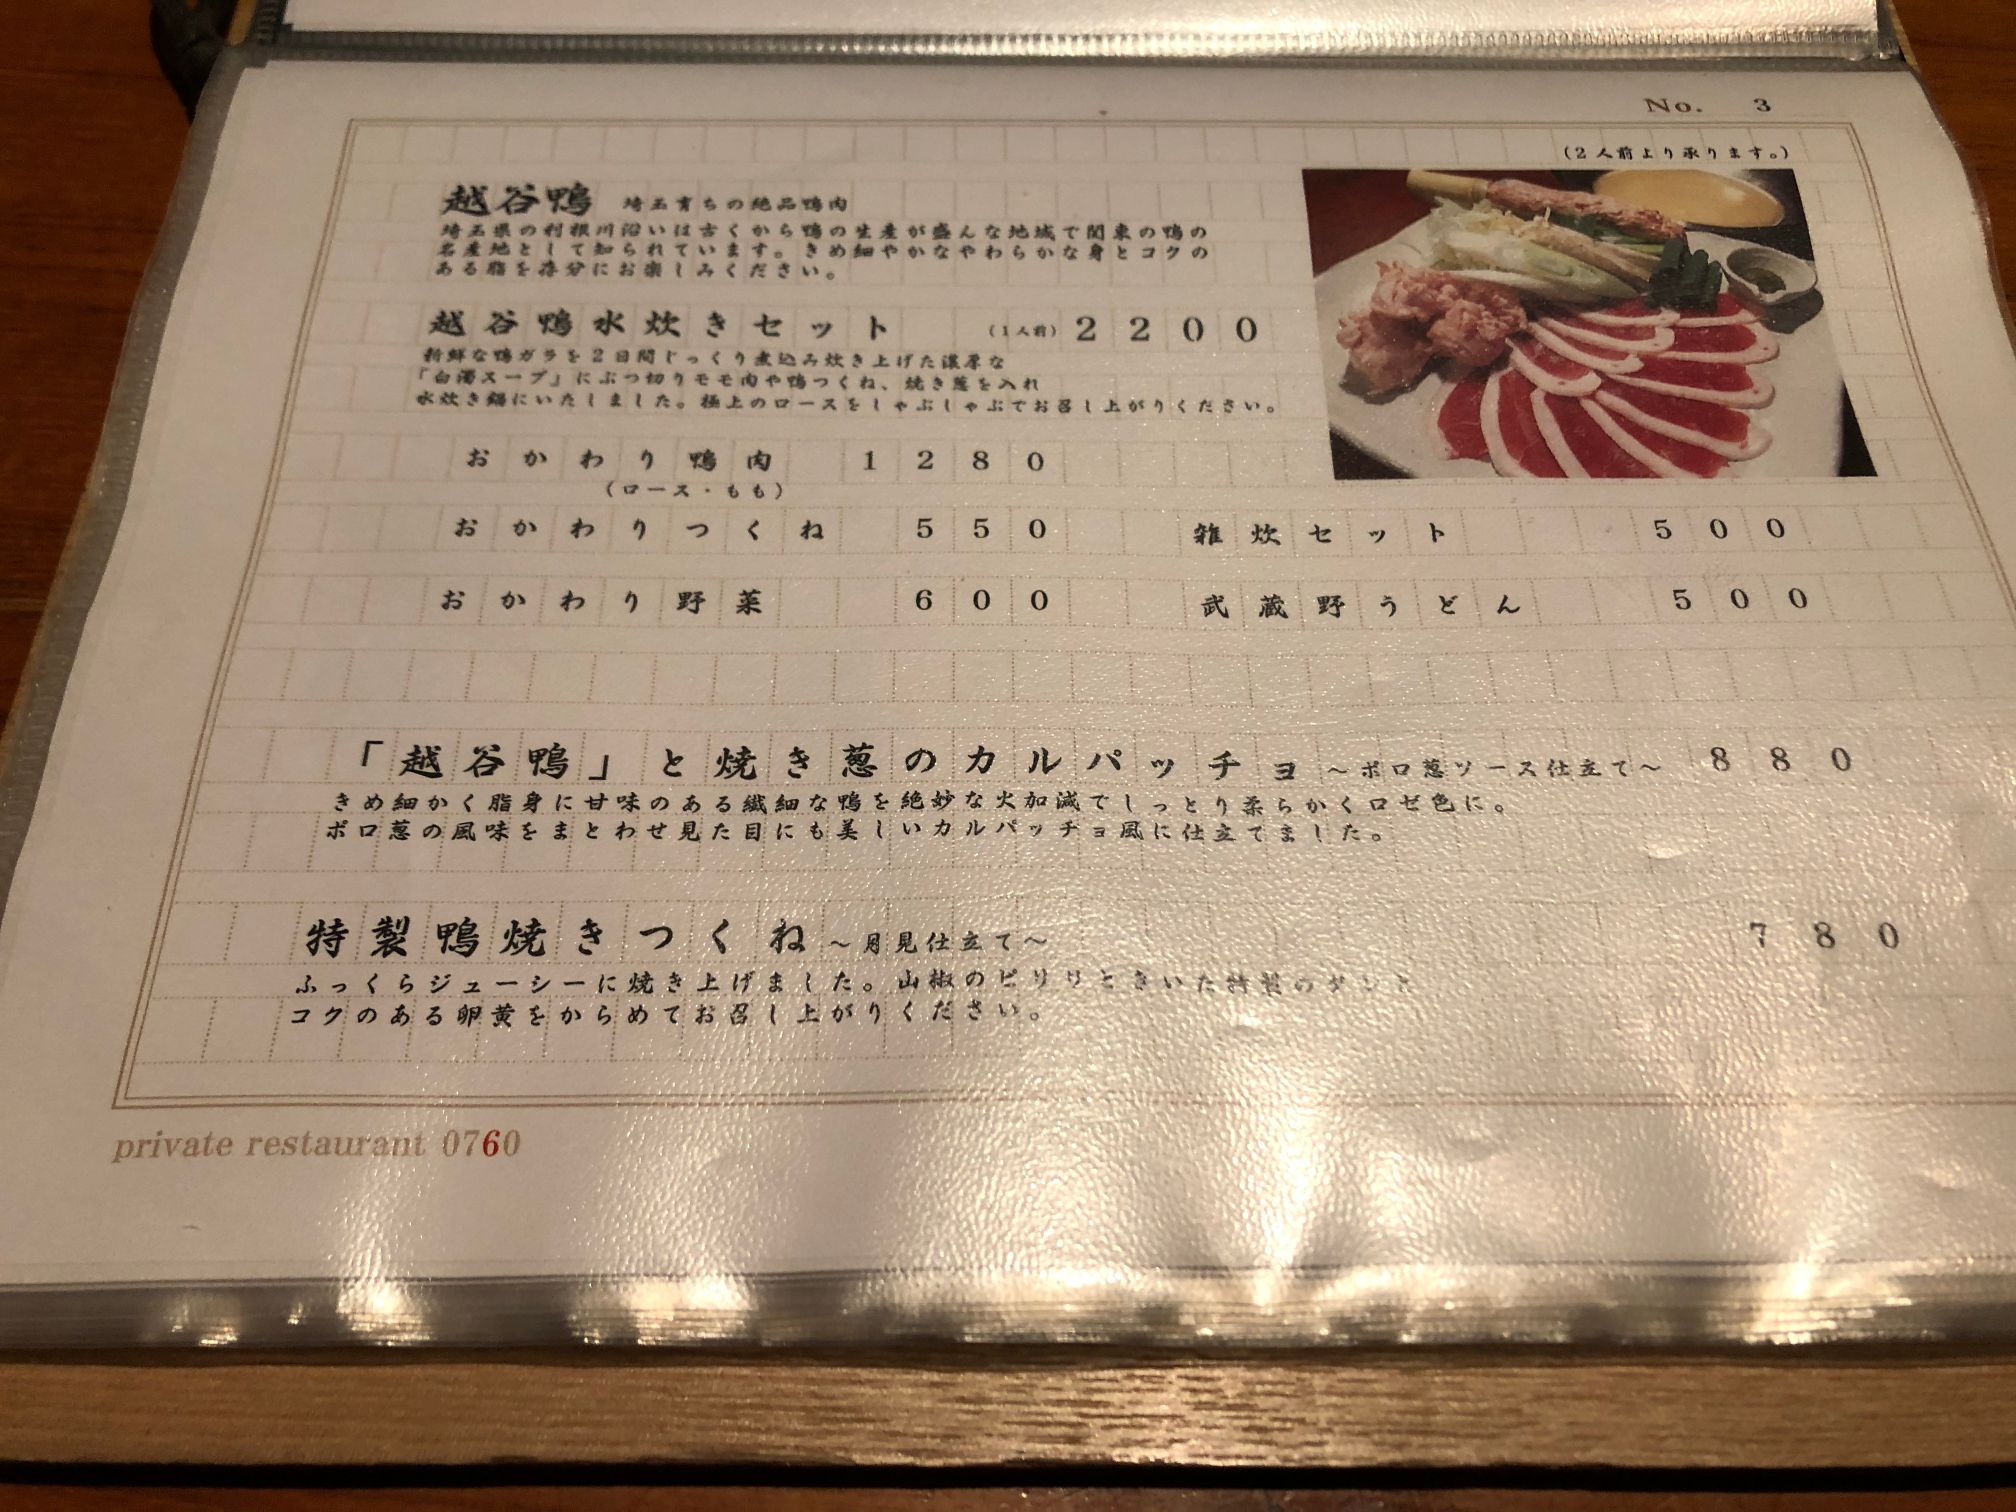 No. 3
(2人前より承ります。)
越谷鴨 埼玉育ちの絶品鴨肉
埼玉県の利根川沿いは古くから鴨の生産が盛んな地域で関東の鴨の
名産地として知られています。きめ細やかなやわらかな身とコクの
ある脂を存分にお楽しみください。
越谷鴨水炊きセット (1人前) 2200
新鮮な鴨ガラを2日間じっくり煮込み炊き上げた濃厚な
「白濁スープ」にぶつ切りモモ肉や鴨つくね、焼き葱を入れ
水炊き鍋にいたしました。極上のロースをしゃぶしゃぶでお召し上がりください。
おかわり鴨肉 1280
(ロース・もも)
おかわりつくね 550
雑炊セット 500
おかわり野菜 600
武蔵野うどん 500
「越谷鴨」と焼き葱のカルパッチョ ～ポロ葱ソース仕立て～ 880
きめ細かく脂身に甘味のある繊細な鴨を絶妙な火加減でしっとり柔らかくロゼ色に。
ポロ葱の風味をまとわせ見た目にも美しいカルパッチョ風に仕立てました。
特製鴨焼きつくね ～月見仕立て～ 780
ふっくらジューシーに焼き上げました。山椒のピリリときいた特製のタレと
コクのある卵黄をからめてお召し上がりください。
private restaurant 0760